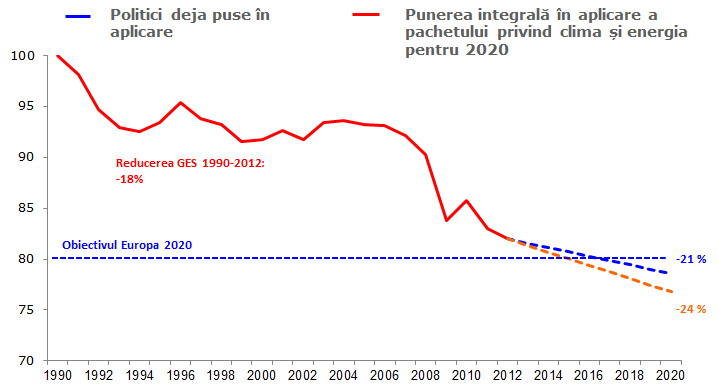 Politici deja puse în
aplicare
Punerea integrală în aplicare a
pachetului privind clima și energia
pentru 2020
100
95
90
85
80
75
70
Reducerea GES 1990-2012:
-18%
Obiectivul Europa 2020
-21 %
-24 %
1990 1992 1994 1996 1998 2000 2002 2004 2006 2008 2010 2012 2014 2016 2018 2020